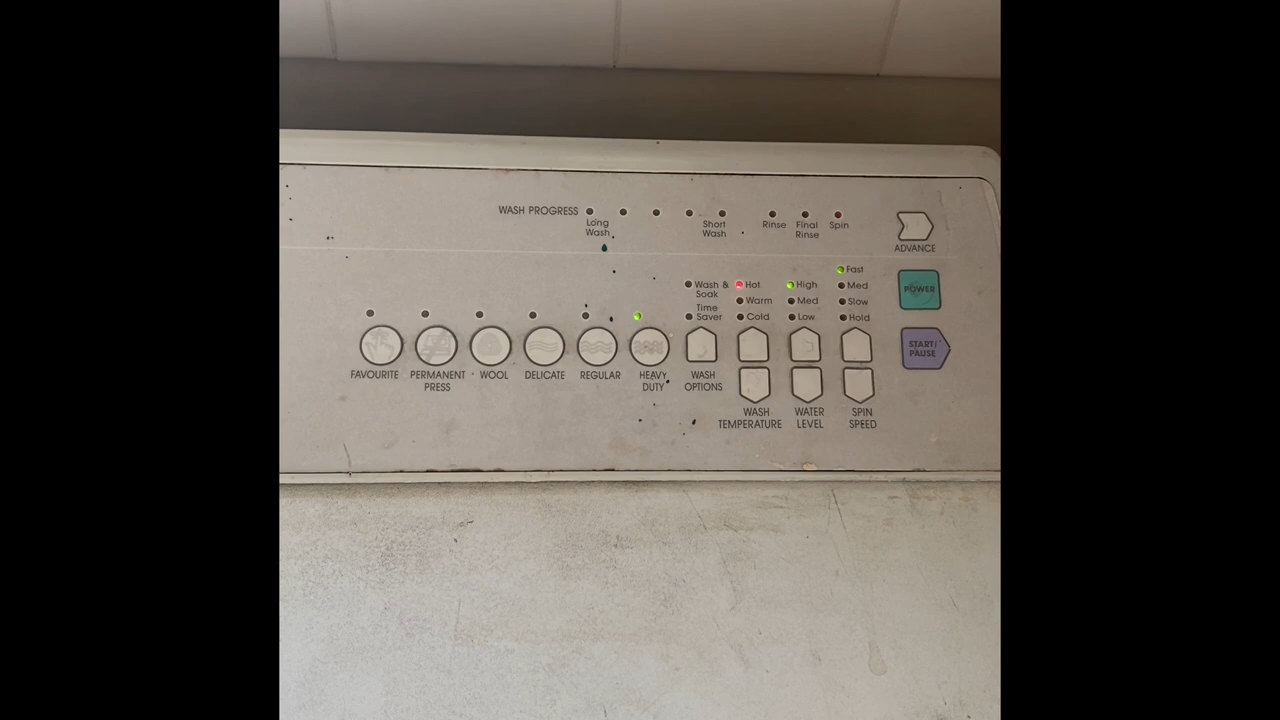 WASH PROGRESS
Long
Wash
Short
Wash
Rinse
Final
Rinse
Spin
ADVANCE
Wash &
Soak
Time
Saver
Hot
Warm
Cold
High
Med
Low
Fast
Med
Slow
Hold
POWER
START/
PAUSE
FAVOURITE
PERMANENT
PRESS
WOOL
DELICATE
REGULAR
HEAVY
DUTY
WASH
OPTIONS
WASH
TEMPERATURE
WATER
LEVEL
SPIN
SPEED